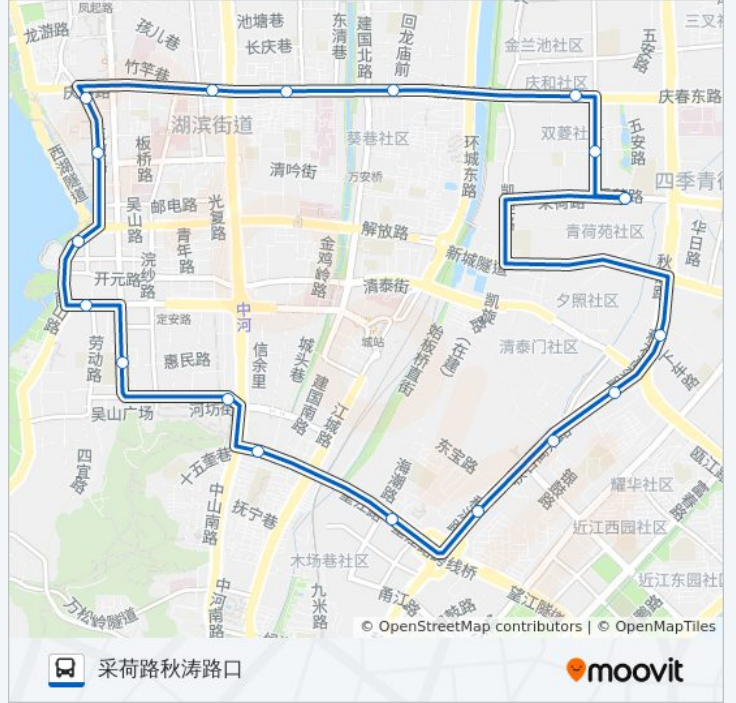 凤起路
龙游路
孩儿巷
池塘巷
长庆巷
东清巷
建国北路
回龙庙前
金兰池社区
五安路
三叉
竹竿巷
庆和社区
庆春东路
湖滨街道
葵巷社区
双菱社
五安路
西湖隧道
板桥路
清吟街
万安桥
环城东路
四季青街
吴山路
邮电路
光复路
解放路
青荷苑社区
华日路
浣纱路
青年路
金鸡岭路
新城隧道
秋
开元路
清泰街
凯旋路
夕照社区
中河
定安路
城站
劳动路
惠民路
信余里
城头巷
始板桥直街
(在建)
清泰门社区
建国南路
江城路
吴山广场
河坊街
四宜路
十五奎巷
海潮路
东宝路
瓯江路
耀华社区
富春路
中山南路
抚宁巷
近江西园社区
木场巷社区
近江东园社区
九米路
甬江路
望江隧道
万松岭隧道
中河南路
© OpenStreetMap contributors | © OpenMapTiles
采荷路秋涛路口
moovit